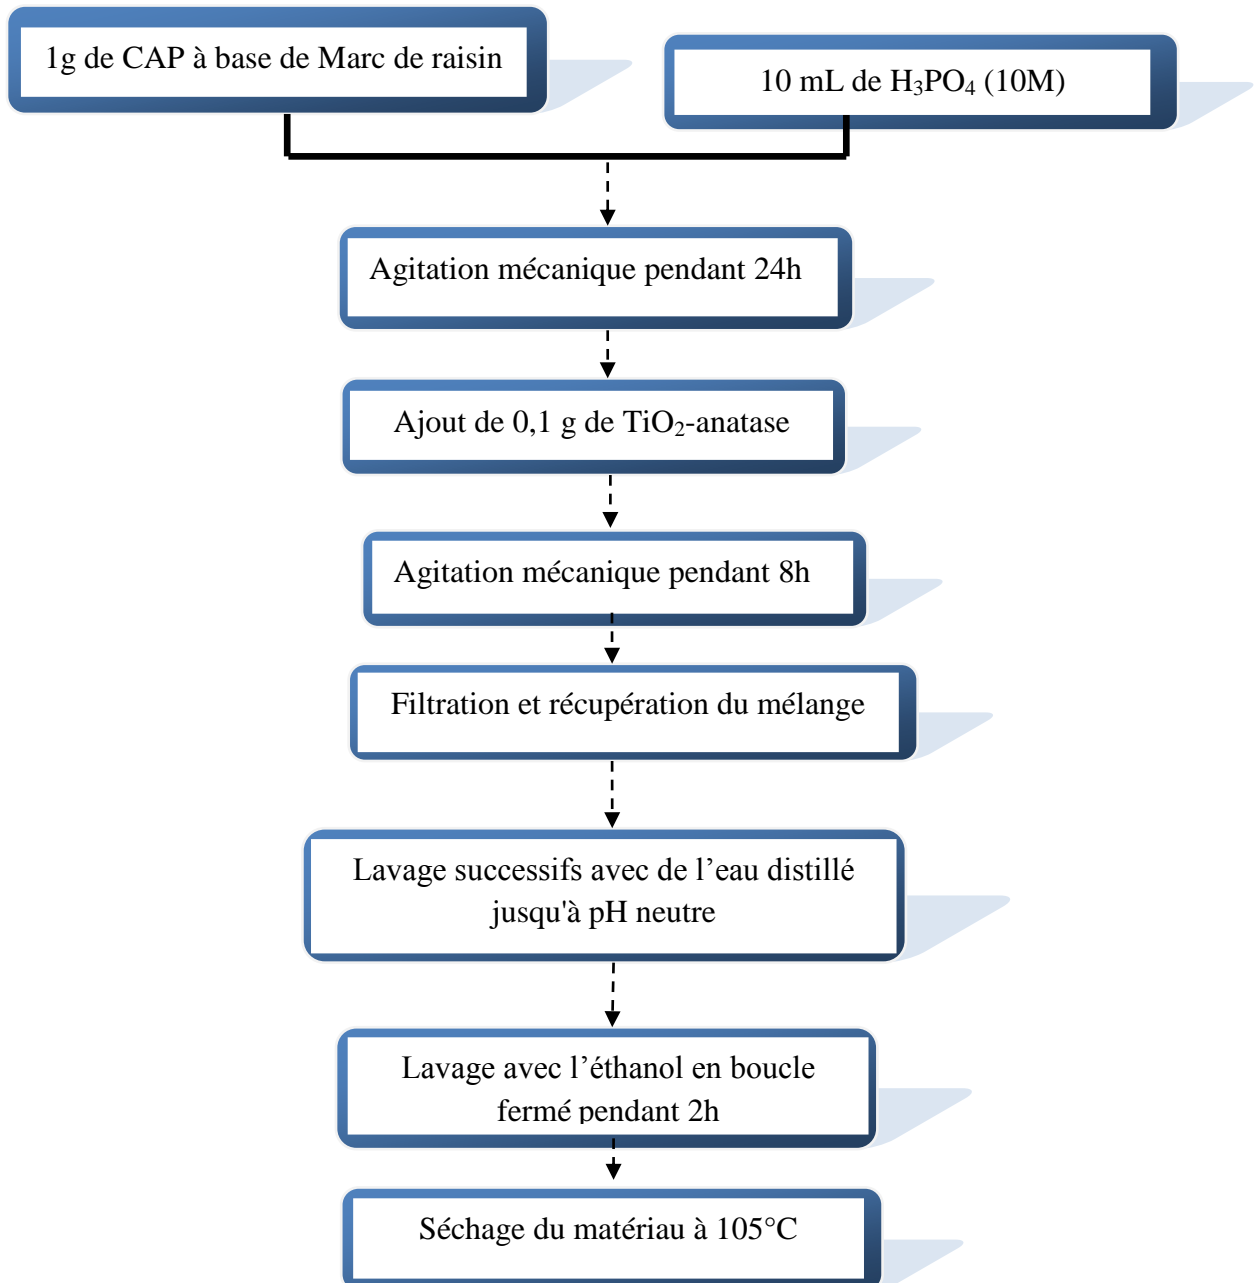 1g de CAP à base de Marc de raisin
10 mL de H₃PO₄ (10M)
Agitation mécanique pendant 24h
Ajout de 0,1 g de TiO₂-anatase
Agitation mécanique pendant 8h
Filtration et récupération du mélange
Lavage successifs avec de l’eau distillé
jusqu'à pH neutre
Lavage avec l’éthanol en boucle
fermé pendant 2h
Séchage du matériau à 105°C